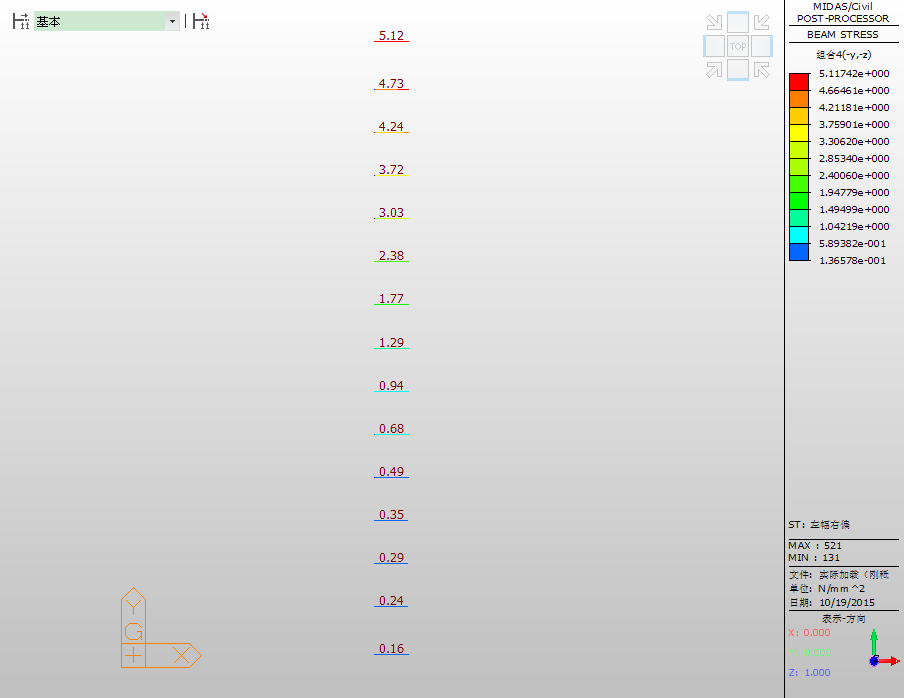 基本
5.12
4.73
4.24
3.72
3.03
2.38
1.77
1.29
0.94
0.68
0.49
0.35
0.29
0.24
0.16
Y
G
X
TOP
MIDAS/Civil
POST-PROCESSOR
BEAM STRESS
组合4(-y,-z)
5.11742e+000
4.66461e+000
4.21181e+000
3.75901e+000
3.30620e+000
2.85340e+000
2.40060e+000
1.94779e+000
1.49499e+000
1.04219e+000
5.89382e-001
1.36578e-001
ST: 左幅右偏
MAX : 521
MIN : 131
文件: 实际加载（刚秖
单位: N/mm^2
日期: 10/19/2015
表示-方向
X: 0.000
Y: 0.000
Z: 1.000